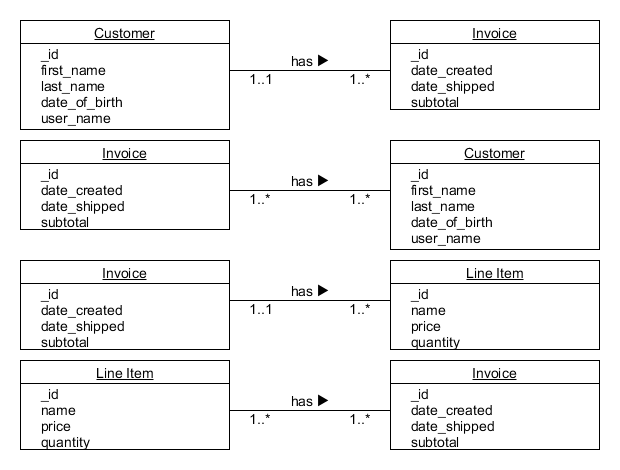 Customer
_id
first_name
last_name
date_of_birth
user_name
has ▶
1..1 1..*
Invoice
_id
date_created
date_shipped
subtotal
Invoice
_id
date_created
date_shipped
subtotal
has ▶
1..* 1..*
Customer
_id
first_name
last_name
date_of_birth
user_name
Invoice
_id
date_created
date_shipped
subtotal
has ▶
1..1 1..*
Line Item
_id
name
price
quantity
Line Item
_id
name
price
quantity
has ▶
1..* 1..*
Invoice
_id
date_created
date_shipped
subtotal